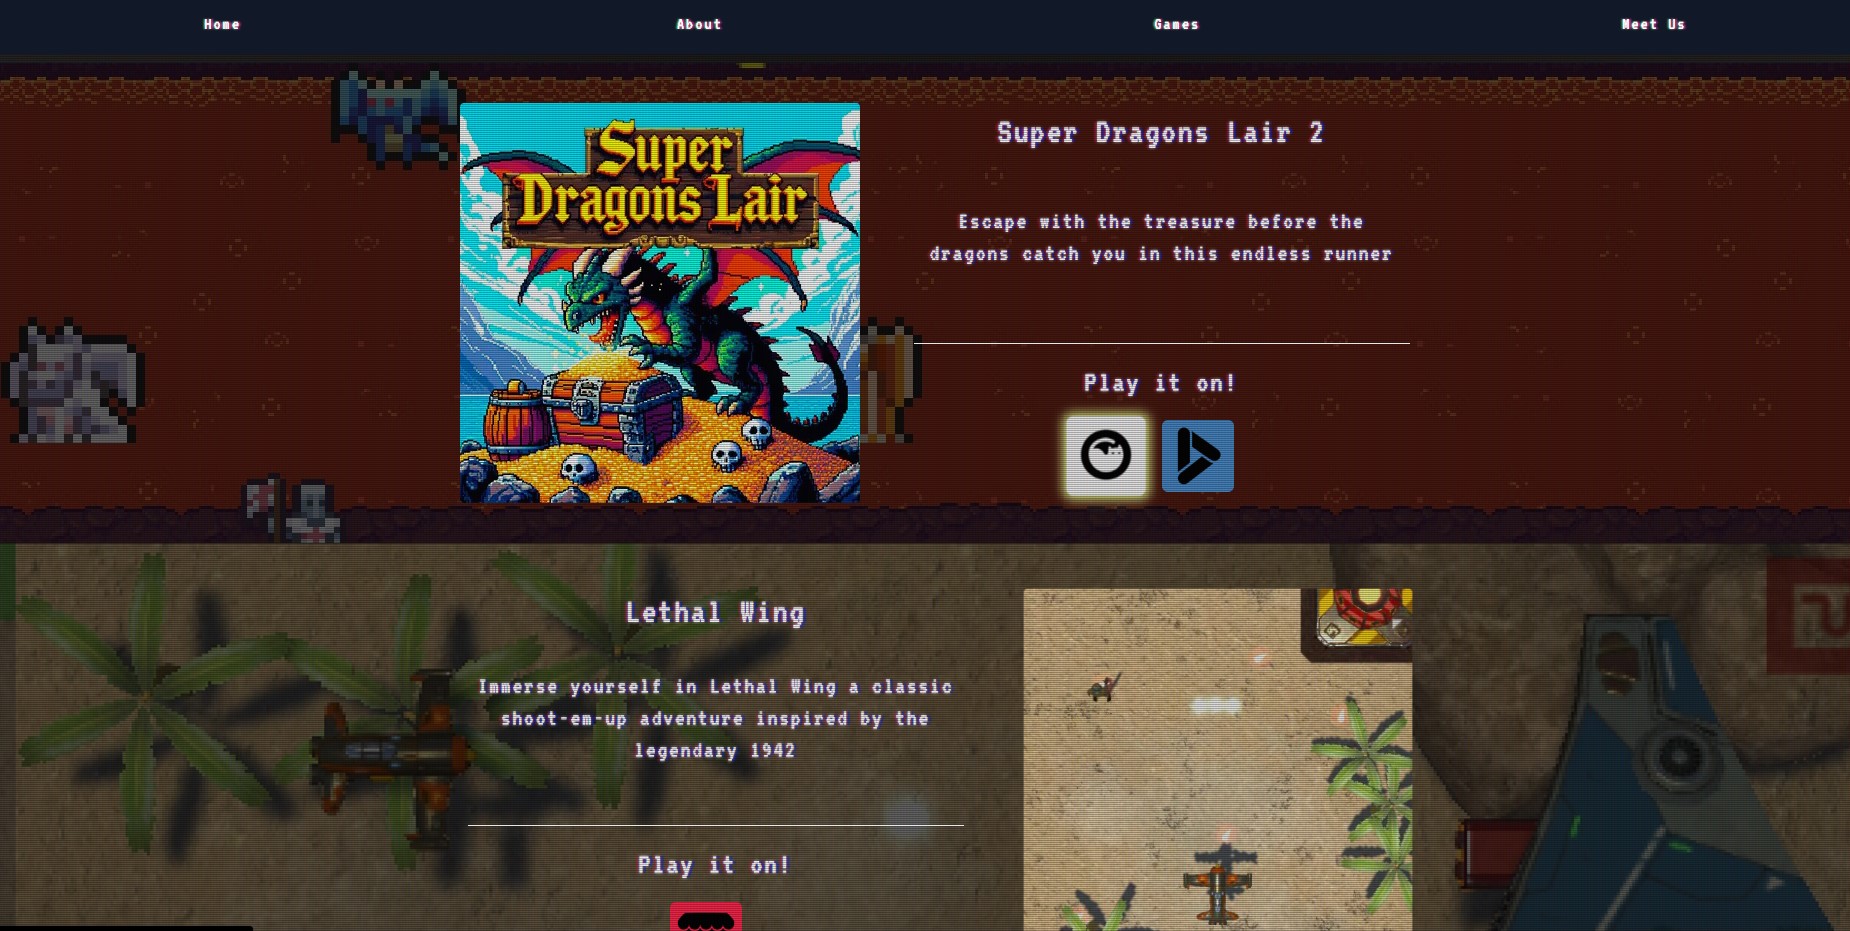 Home
About
Games
Meet Us
Super
Dragons Lair
Super Dragons Lair 2
Escape with the treasure before the
dragons catch you in this endless runner
Play it on!
Lethal Wing
Immerse yourself in Lethal Wing a classic
shoot-em-up adventure inspired by the
legendary 1942
Play it on!